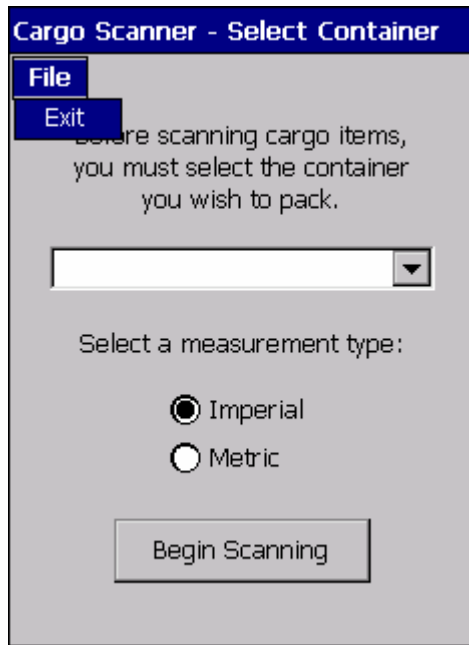 Cargo Scanner - Select Container
File
Exit
scanning cargo items,
you must select the container
you wish to pack.
Select a measurement type:
Imperial
Metric
Begin Scanning